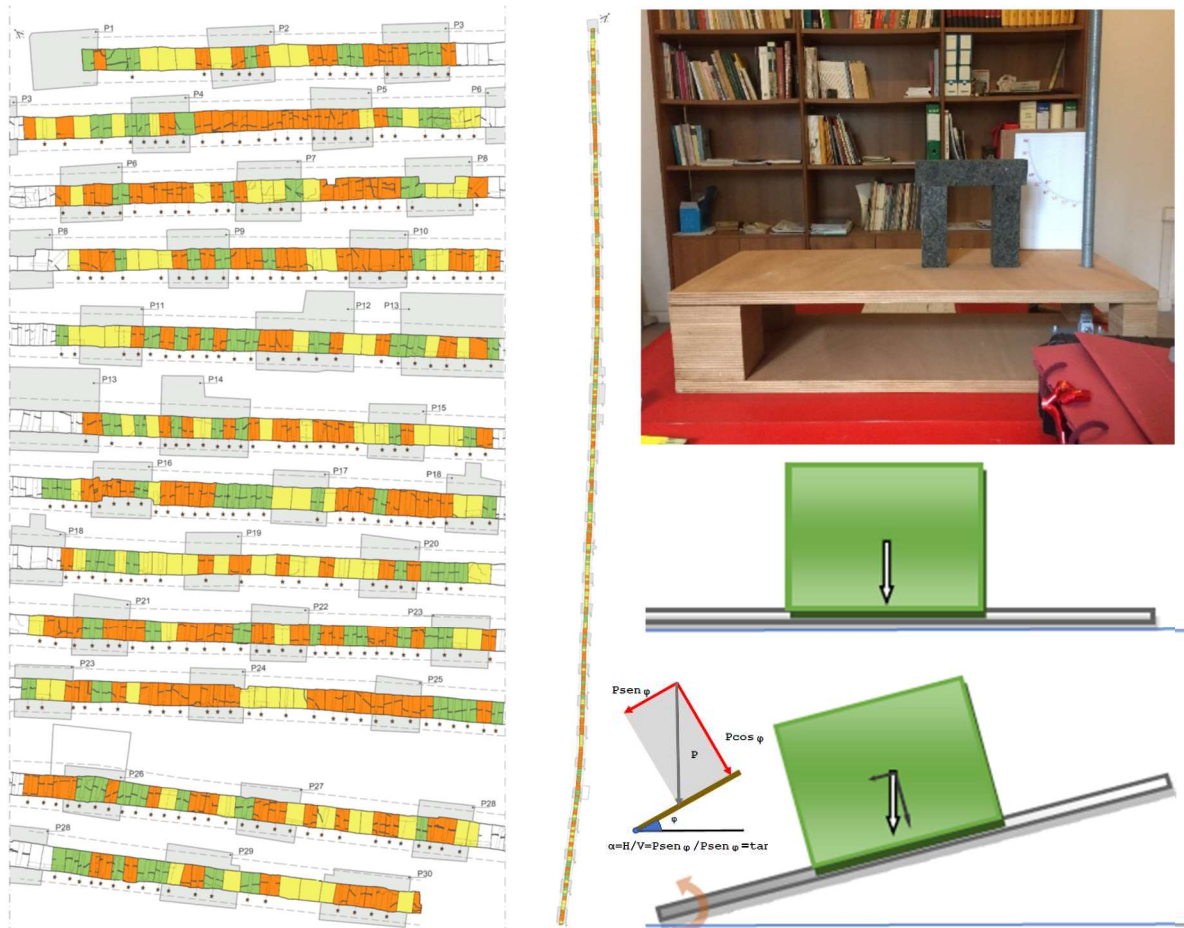 P1 P2 P3
P3 P4 P5 P6
P6 P7 P8
P8 P9 P10
P11 P12 P13
P13 P14 P15
P16 P17 P18
P18 P19 P20
P21 P22 P23
P23 P24 P25
P26 P27 P28
P28 P29 P30
Psen φ
Pcos φ
P
φ
α=H/V=Psen φ /Psen φ =tar